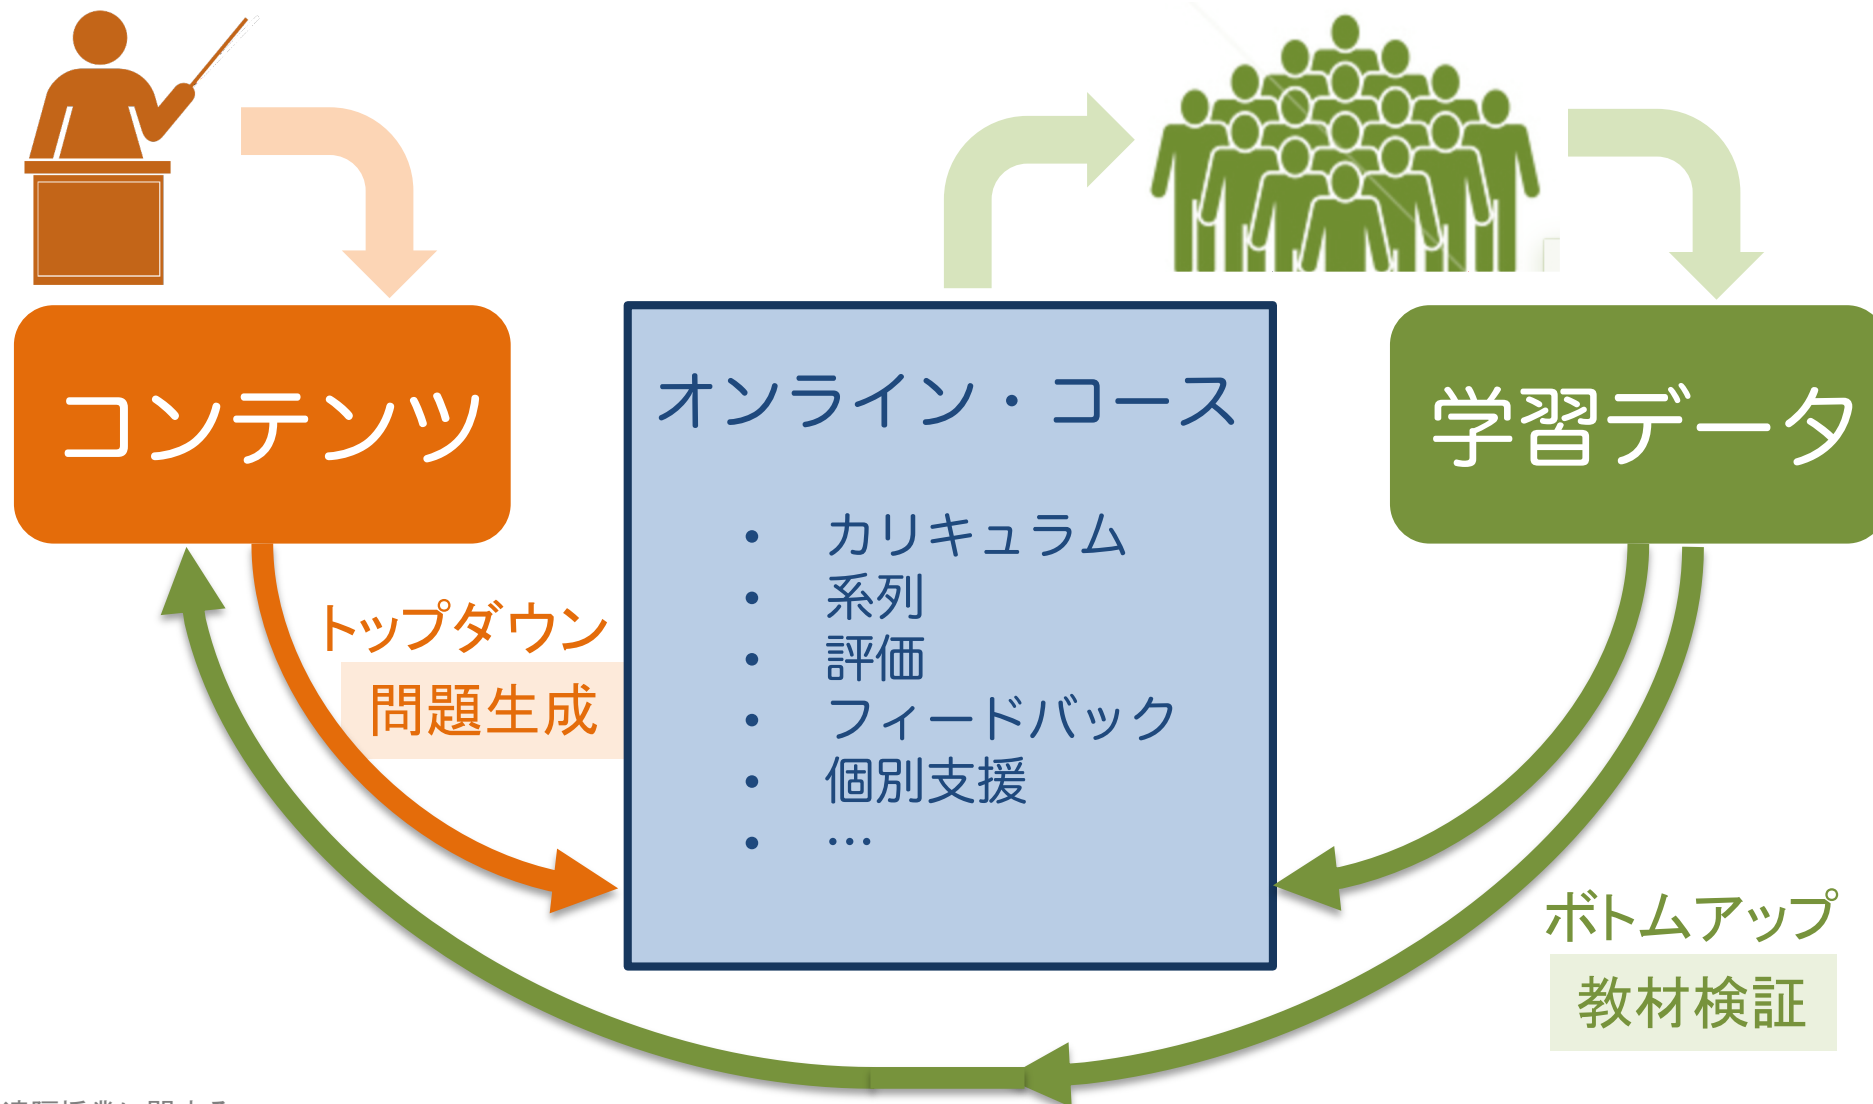 コンテンツ
オンライン・コース
学習データ
• カリキュラム
• 系列
• 評価
• フィードバック
• 個別支援
• …
トップダウン
問題生成
ボトムアップ
教材検証